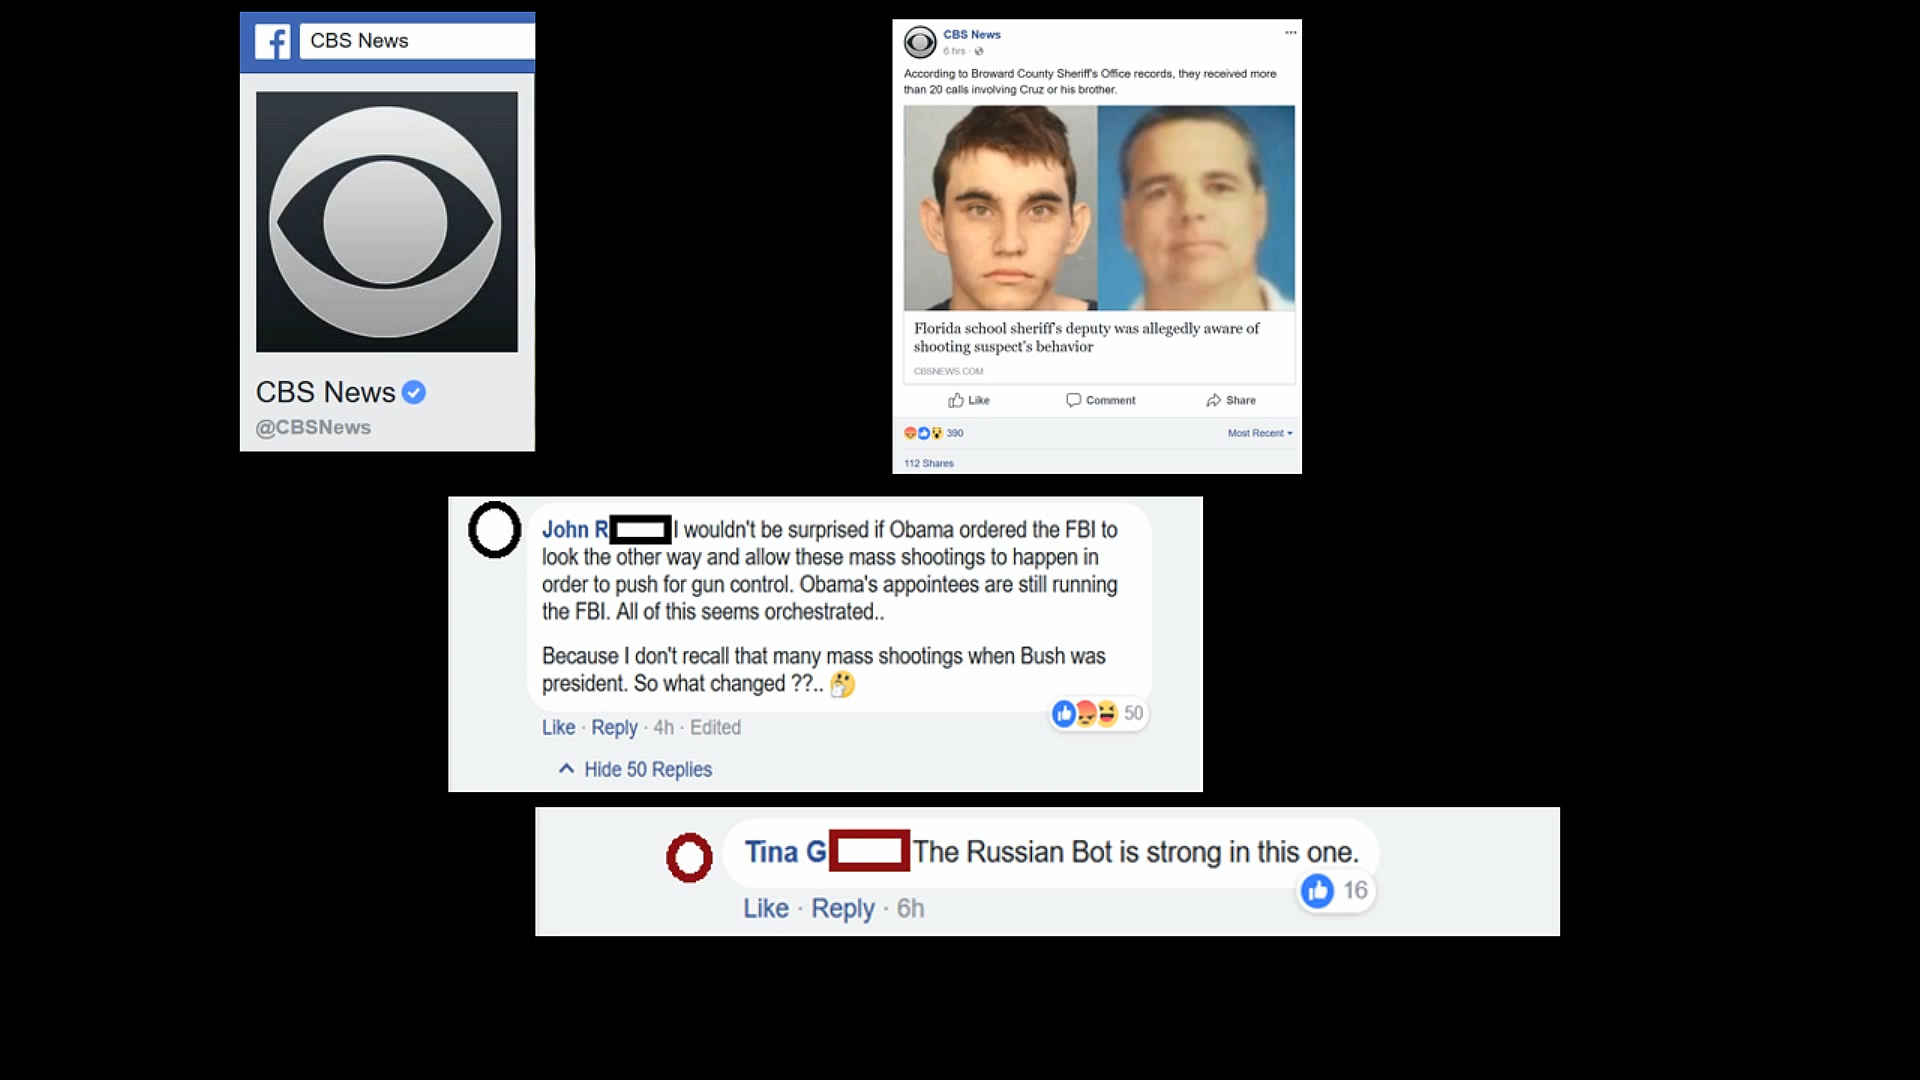 CBS News
CBS News
@CBSNews
CBS News
6 hrs ·
According to Broward County Sheriff's Office records, they received more
than 20 calls involving Cruz or his brother.
Florida school sheriff's deputy was allegedly aware of
shooting suspect's behavior
CBSNEWS.COM
Like Comment Share
390 Most Recent
112 Shares
John R I wouldn't be surprised if Obama ordered the FBI to
look the other way and allow these mass shootings to happen in
order to push for gun control. Obama's appointees are still running
the FBI. All of this seems orchestrated..
Because I don't recall that many mass shootings when Bush was
president. So what changed ??.. 🤔
50
Like · Reply · 4h · Edited
Hide 50 Replies
Tina G The Russian Bot is strong in this one.
16
Like · Reply · 6h